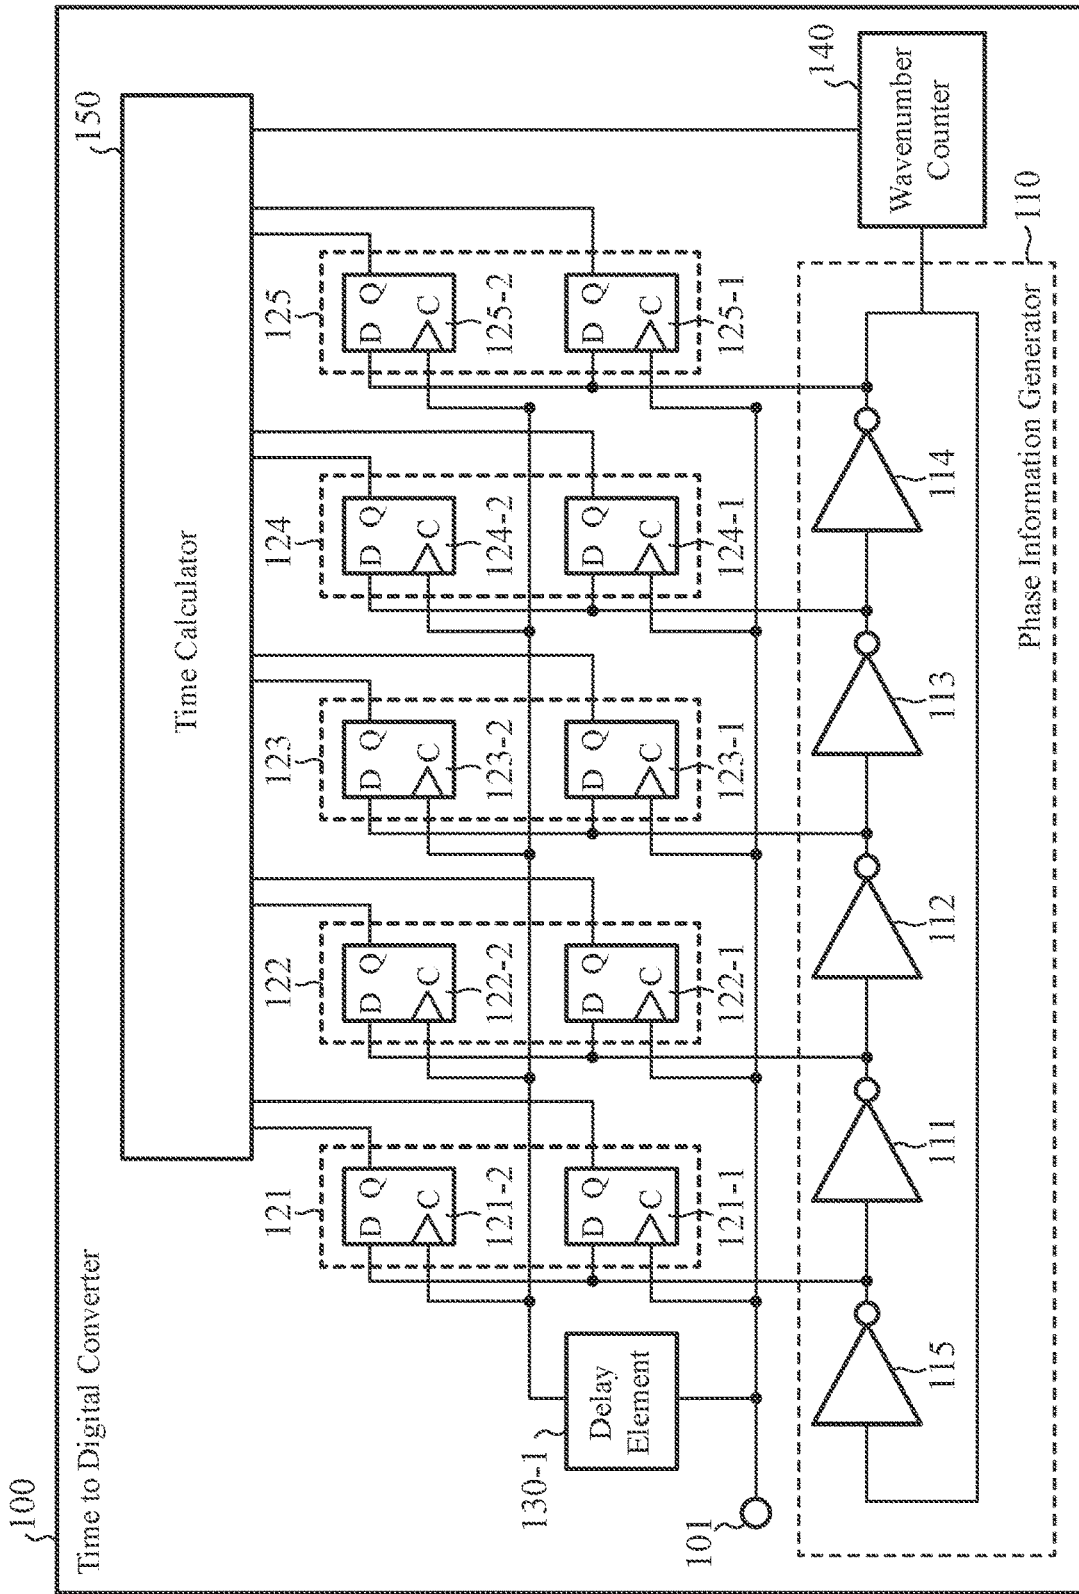 100
Time to Digital Converter
150
Time Calculator
121
122
123
124
125
D Q
C
121-2
D Q
C
122-2
D Q
C
123-2
D Q
C
124-2
D Q
C
125-2
130-1
Delay
Element
D Q
C
121-1
D Q
C
122-1
D Q
C
123-1
D Q
C
124-1
D Q
C
125-1
140
Wavenumber
Counter
101
115
111
112
113
114
Phase Information Generator
110